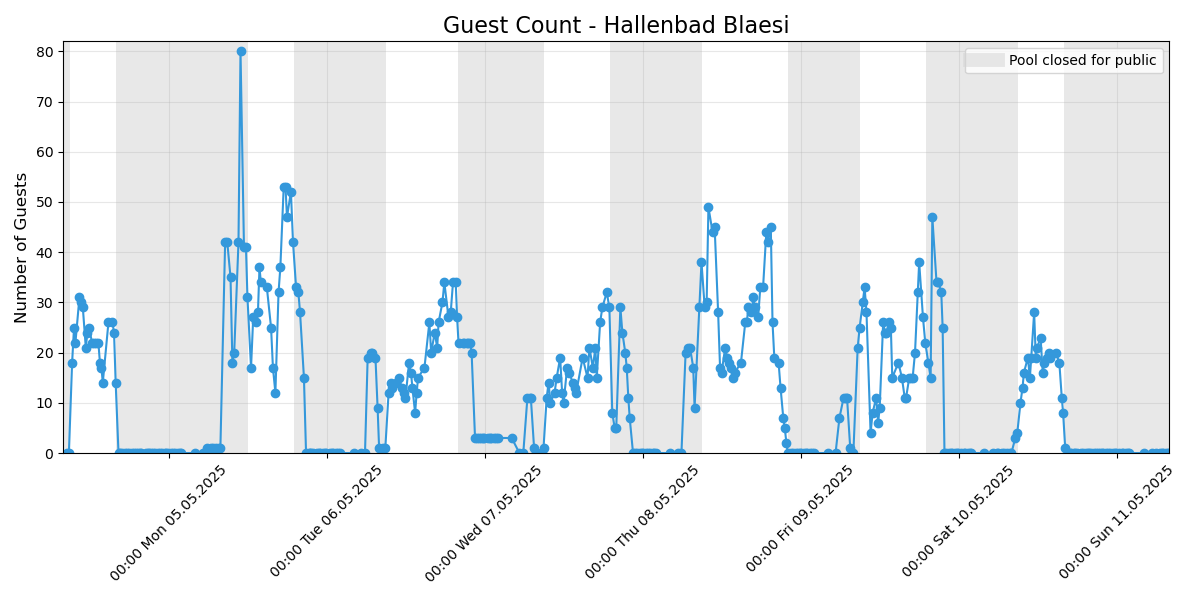 Guest Count - Hallenbad Blaesi
Pool closed for public
Number of Guests
80
70
60
50
40
30
20
10
0
00:00 Mon 05.05.2025
00:00 Tue 06.05.2025
00:00 Wed 07.05.2025
00:00 Thu 08.05.2025
00:00 Fri 09.05.2025
00:00 Sat 10.05.2025
00:00 Sun 11.05.2025